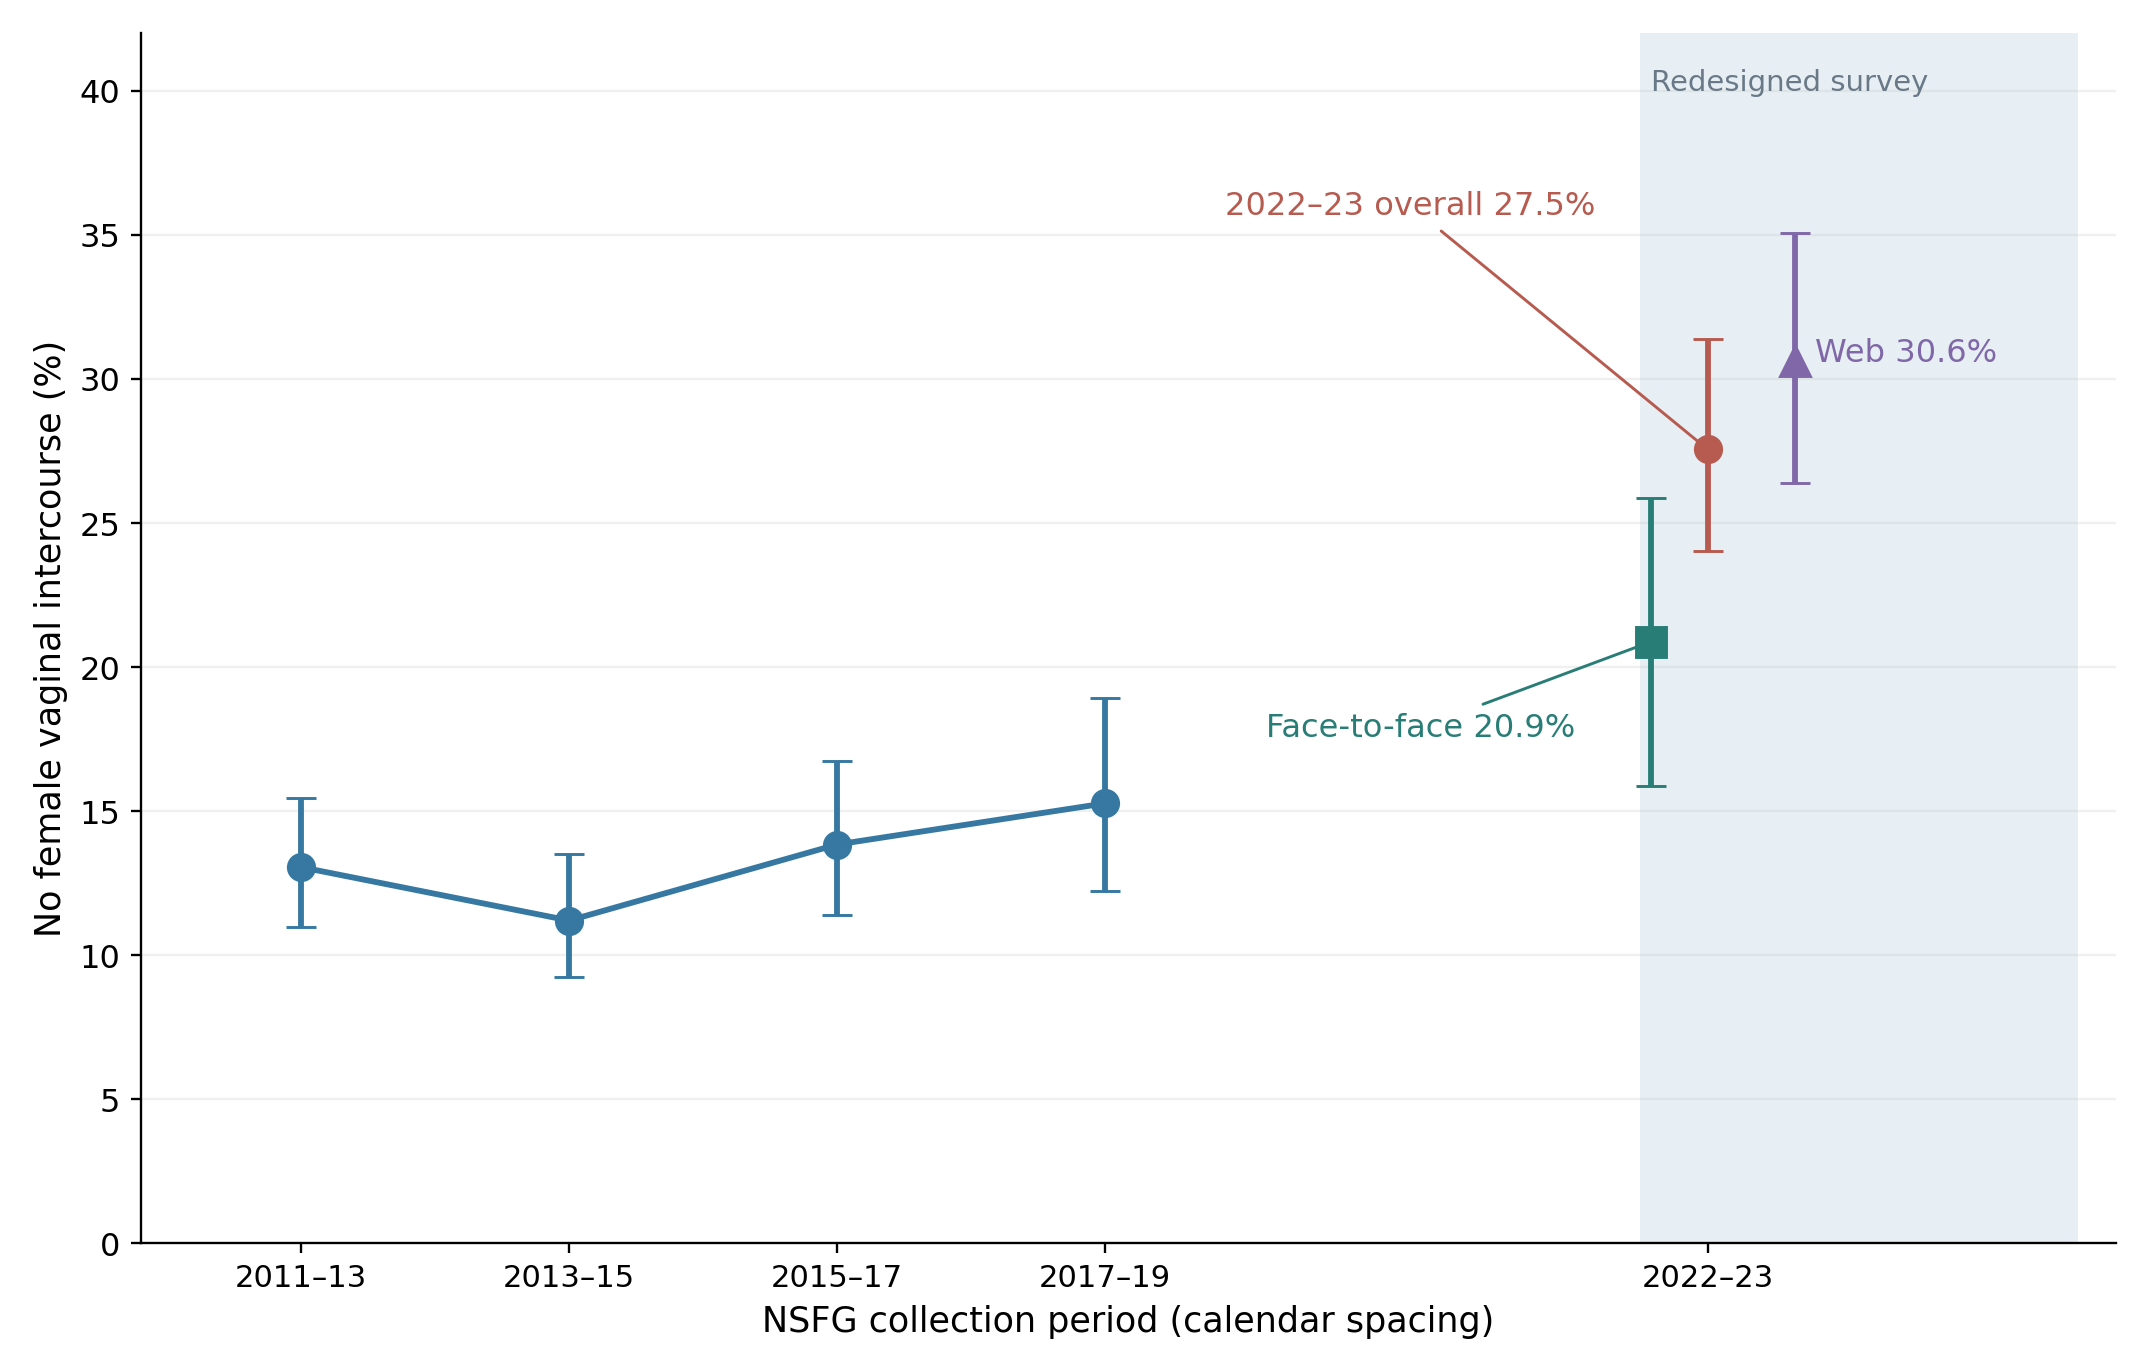 Redesigned survey
2022–23 overall 27.5%
Web 30.6%
Face-to-face 20.9%
No female vaginal intercourse (%)
40
35
30
25
20
15
10
5
0
2011–13
2013–15
2015–17
2017–19
2022–23
NSFG collection period (calendar spacing)